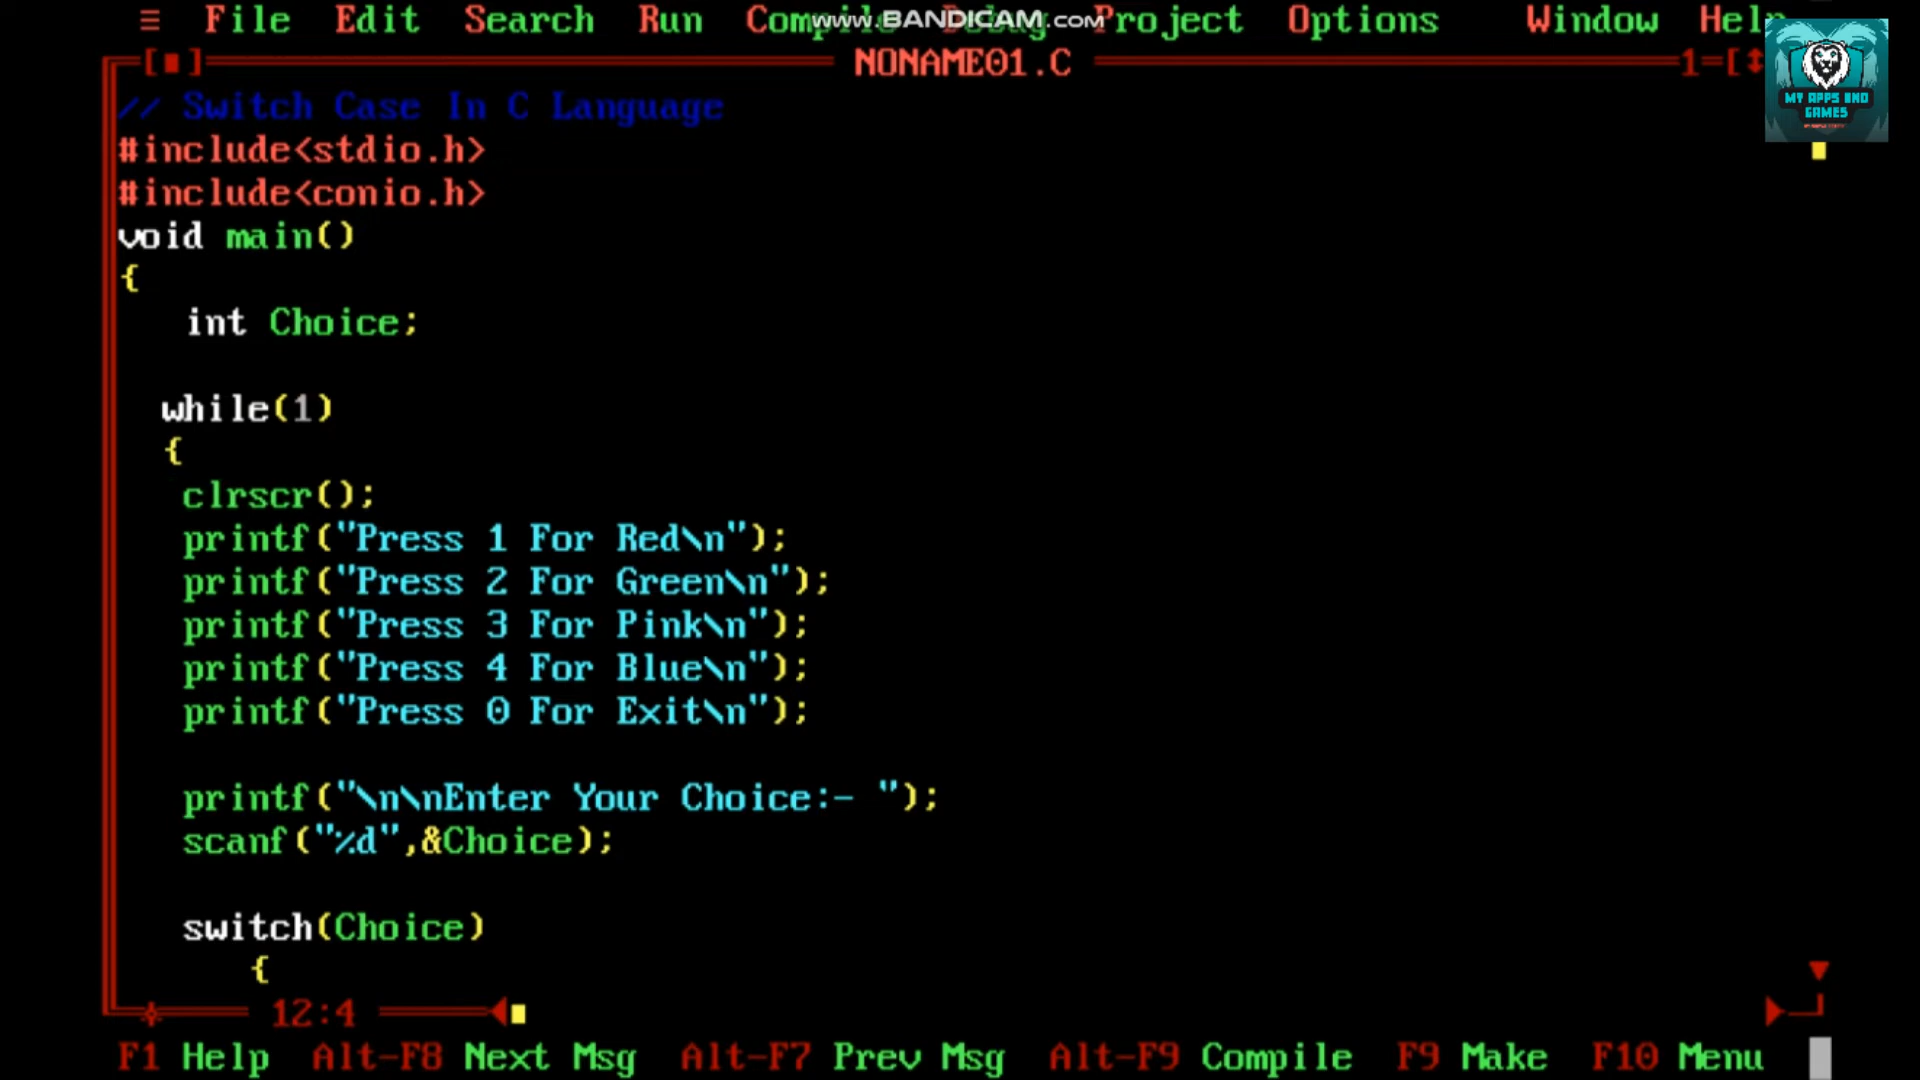 ≡ File Edit Search Run Compile Debug Project Options Window Help
www.BANDICAM.com
[■] NONAME01.C 1=[↕
MY APPS AND
GAMES
// Switch Case In C Language
#include<stdio.h>
#include<conio.h>
void main()
{
int Choice;
while(1)
{
clrscr();
printf("Press 1 For Red\n");
printf("Press 2 For Green\n");
printf("Press 3 For Pink\n");
printf("Press 4 For Blue\n");
printf("Press 0 For Exit\n");
printf("\n\nEnter Your Choice:- ");
scanf("%d",&Choice);
switch(Choice)
{
12:4
F1 Help Alt-F8 Next Msg Alt-F7 Prev Msg Alt-F9 Compile F9 Make F10 Menu